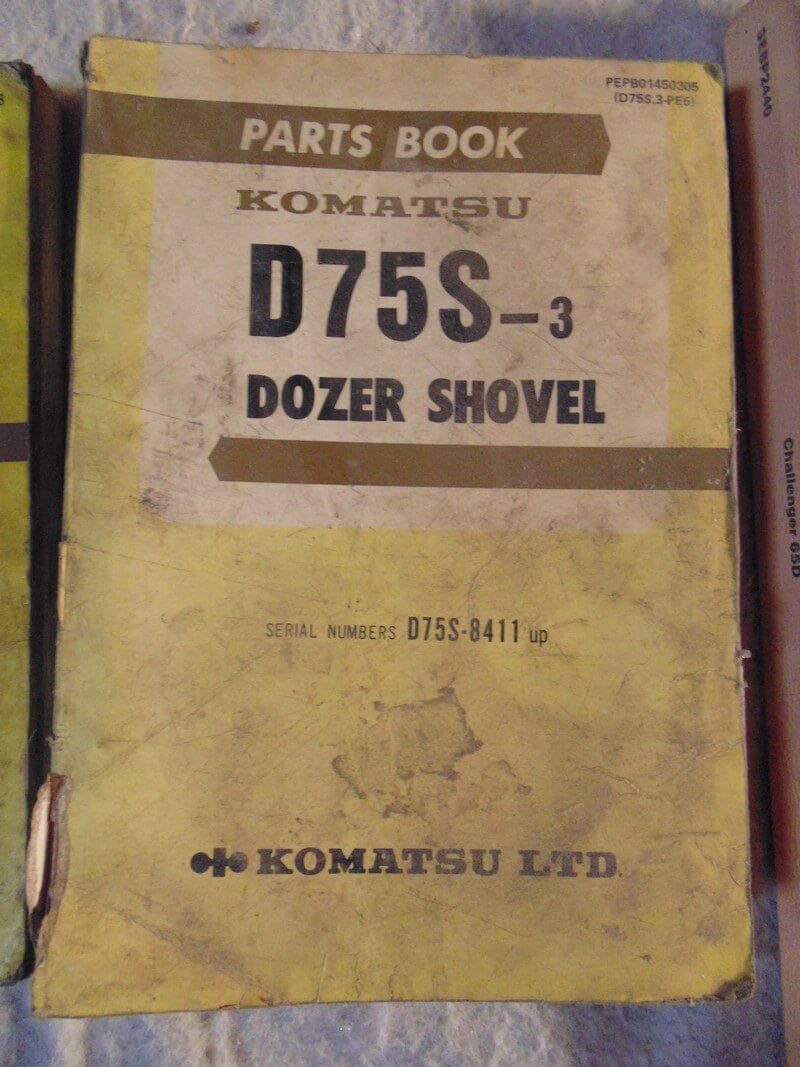 PEPB01450305
(D75S.3-PE5)
PARTS BOOK
KOMATSU
D75S-3
DOZER SHOVEL
SERIAL NUMBERS D75S-8411 up
KOMATSU LTD.
Challenger 65D